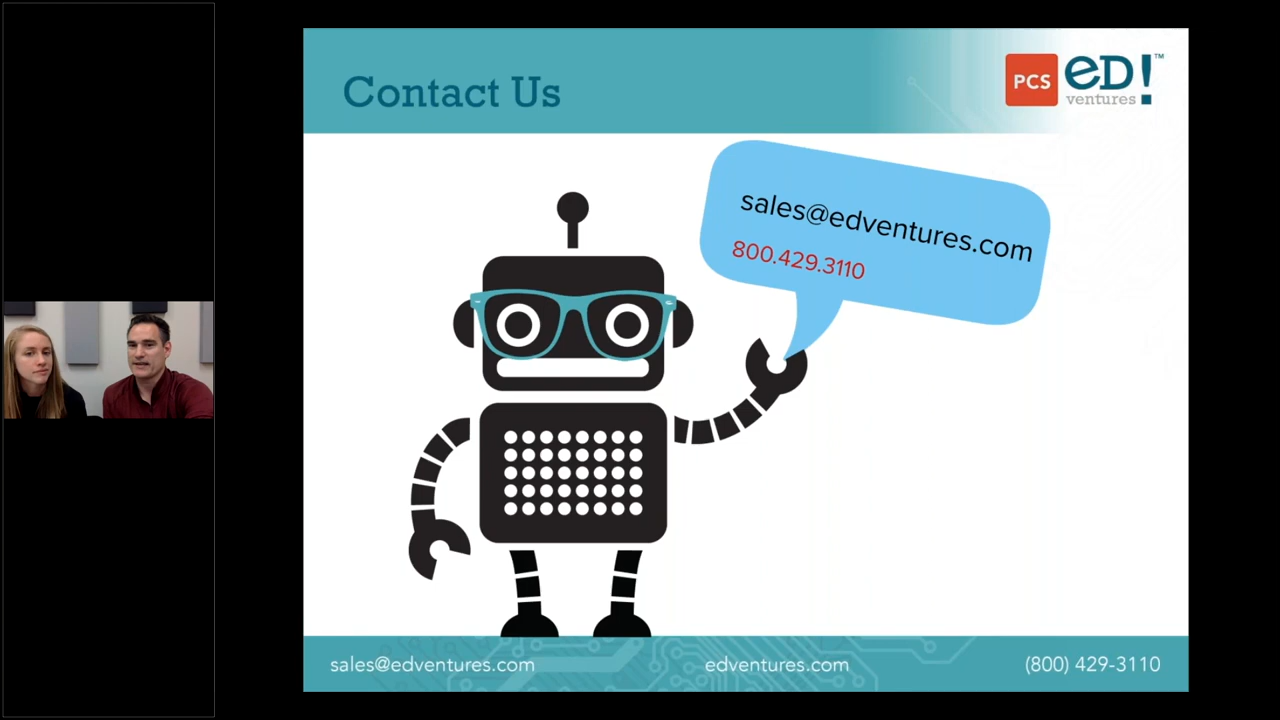 Contact Us
PCS
eD!™
ventures
sales@edventures.com
800.429.3110
sales@edventures.com
edventures.com
(800) 429-3110